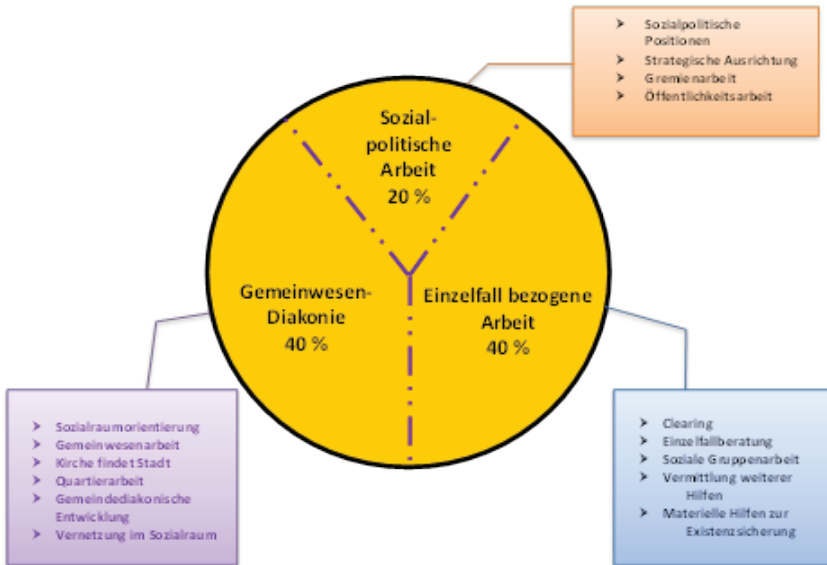 Sozialpolitische
Positionen
Strategische Ausrichtung
Gremienarbeit
Öffentlichkeitsarbeit
Sozial-
politische
Arbeit
20 %
Gemeinwesen-
Diakonie
40 %
Einzelfall bezogene
Arbeit
40 %
Sozialraumorientierung
Gemeinwesenarbeit
Kirche findet Stadt
Quartierarbeit
Gemeindediakonische
Entwicklung
Vernetzung im Sozialraum
Clearing
Einzelfallberatung
Soziale Gruppenarbeit
Vermittlung weiterer
Hilfen
Materielle Hilfen zur
Existenzsicherung